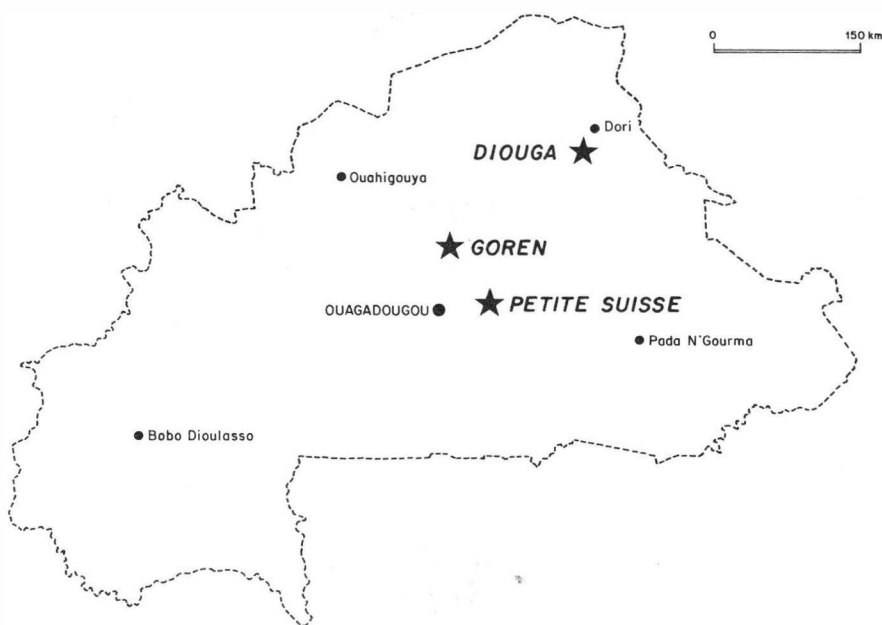 0 150 km
Dori
DIOUGA
Ouahigouya
GOREN
OUAGADOUGOU
PETITE SUISSE
Pada N'Gourma
Bobo Dioulasso